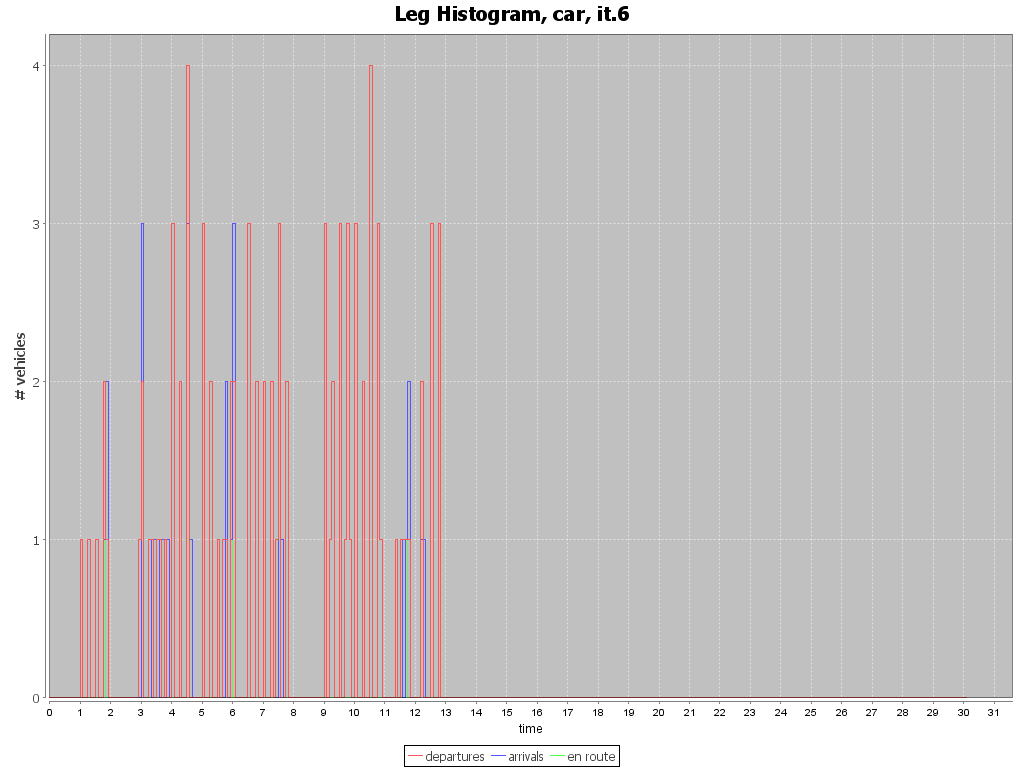 Leg Histogram, car, it.6
# vehicles
4
3
2
1
0
0 1 2 3 4 5 6 7 8 9 10 11 12 13 14 15 16 17 18 19 20 21 22 23 24 25 26 27 28 29 30 31
time
departures arrivals en route